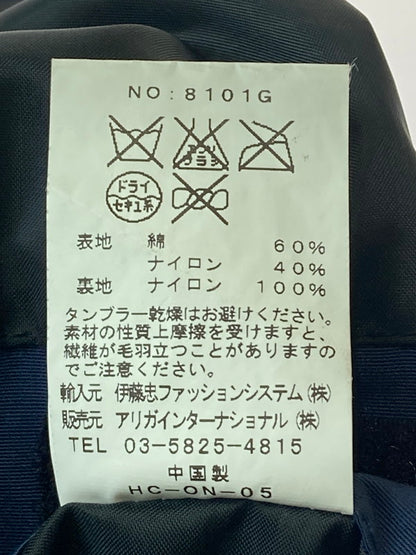 NO:8101G
エンソ
サラシ
ドライ
セキユ系
表地 綿 60%
ナイロン 40%
裏地 ナイロン 100%
タンブラー乾燥はお避けください。
素材の性質上摩擦を受けますと、
繊維が毛羽立つことがありますの
でご注意ください。
輸入元 伊藤忠ファッションシステム(株)
販売元 アリガインターナショナル(株)
TEL 03-5825-4815
中国製
HC-ON-05